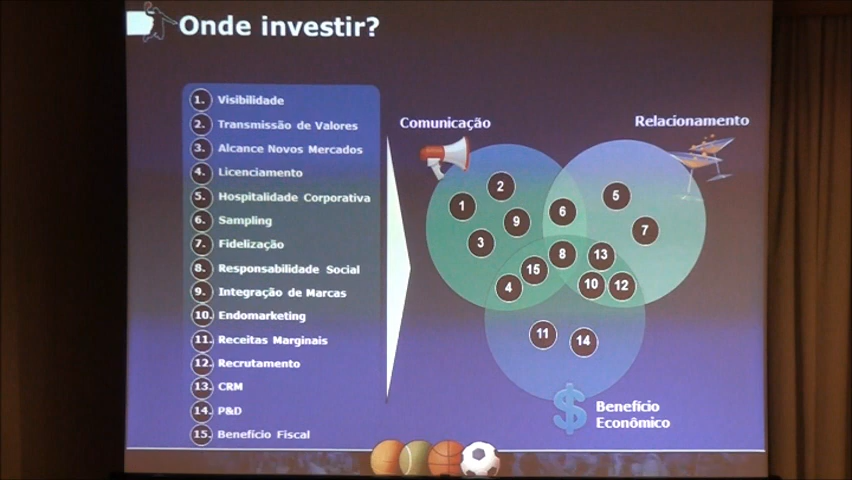 Onde investir?
1. Visibilidade
2. Transmissão de Valores
3. Alcance Novos Mercados
4. Licenciamento
5. Hospitalidade Corporativa
6. Sampling
7. Fidelização
8. Responsabilidade Social
9. Integração de Marcas
10. Endomarketing
11. Receitas Marginais
12. Recrutamento
13. CRM
14. P&D
15. Benefício Fiscal
Comunicação
Relacionamento
2
1
9
3
6
5
7
8
13
15
4
10
12
11
14
$
Benefício
Econômico